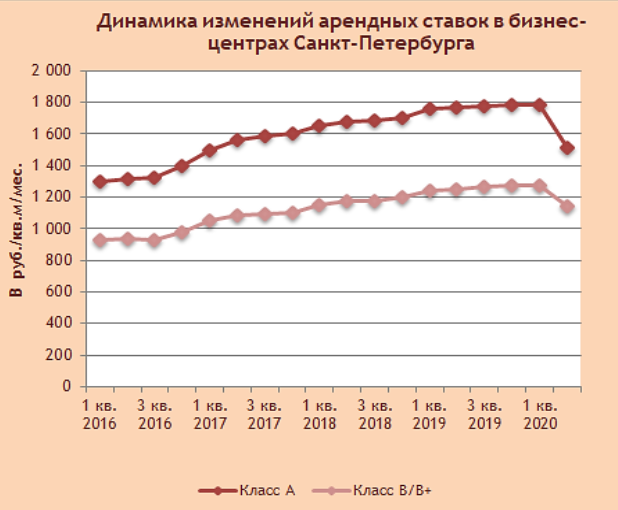 Динамика изменений арендных ставок в бизнес-
центрах Санкт-Петербурга
В руб./кв.м/мес.
2 000
1 800
1 600
1 400
1 200
1 000
800
600
400
200
0
1 кв. 3 кв. 1 кв. 3 кв. 1 кв. 3 кв. 1 кв. 3 кв. 1 кв.
2016 2016 2017 2017 2018 2018 2019 2019 2020
Класс А Класс В/В+